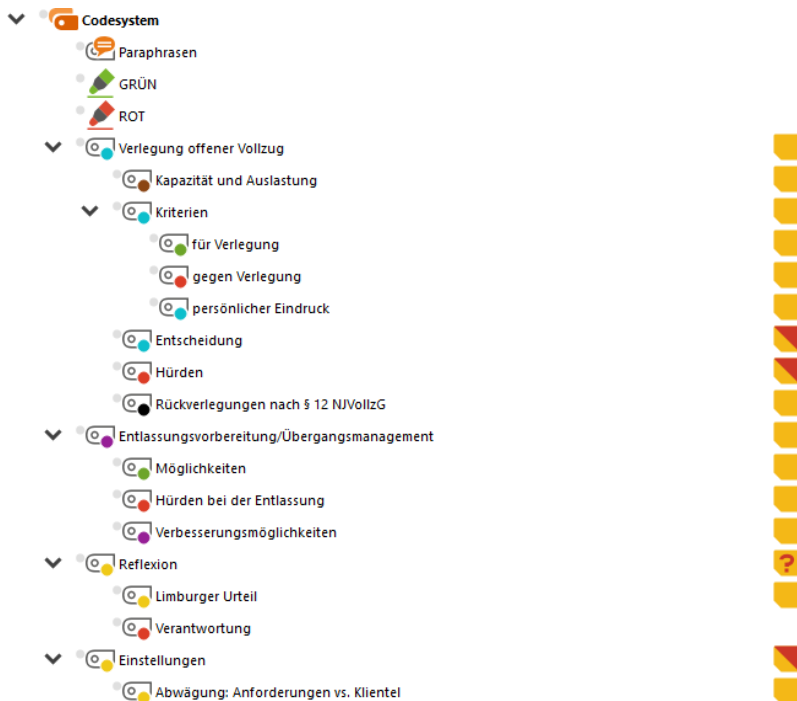 Codesystem
Paraphrasen
GRÜN
ROT
Verlegung offener Vollzug
Kapazität und Auslastung
Kriterien
für Verlegung
gegen Verlegung
persönlicher Eindruck
Entscheidung
Hürden
Rückverlegungen nach § 12 NJVollzG
Entlassungsvorbereitung/Übergangsmanagement
Möglichkeiten
Hürden bei der Entlassung
Verbesserungsmöglichkeiten
Reflexion
?
Limburger Urteil
Verantwortung
Einstellungen
Abwägung: Anforderungen vs. Klientel